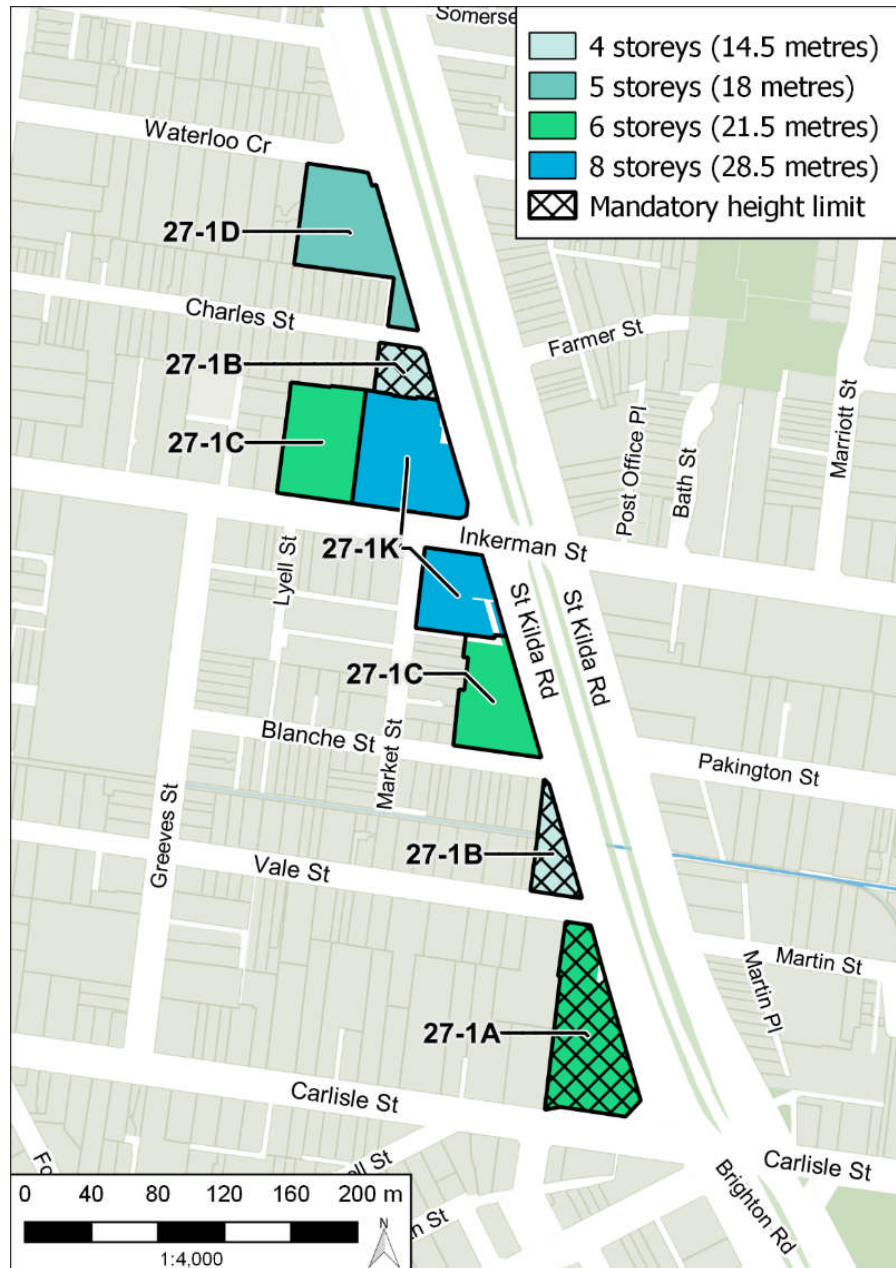 Somerse
4 storeys (14.5 metres)
5 storeys (18 metres)
6 storeys (21.5 metres)
8 storeys (28.5 metres)
Mandatory height limit
Waterloo Cr
27-1D
Charles St
Farmer St
27-1B
Marriott St
27-1C
Post Office Pl
Bath St
Inkerman St
27-1K
Lyell St
St Kilda Rd
St Kilda Rd
27-1C
Blanche St
Market St
Pakington St
Greeves St
27-1B
Vale St
Martin St
Martin Pl
27-1A
Carlisle St
Carlisle St
Fo
ell St
n St
Brighton Rd
0 40 80 120 160 200 m
N
1:4,000